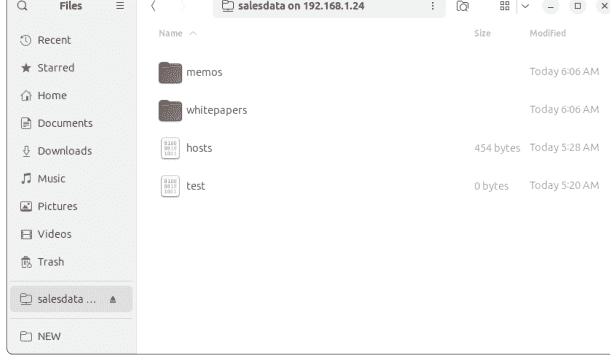 Files
salesdata on 192.168.1.24
Name
Size
Modified
Recent
Starred
Home
Documents
Downloads
Music
Pictures
Videos
Trash
salesdata ...
NEW
memos
Today 6:06 AM
whitepapers
Today 6:06 AM
hosts
454 bytes
Today 5:28 AM
test
0 bytes
Today 5:20 AM